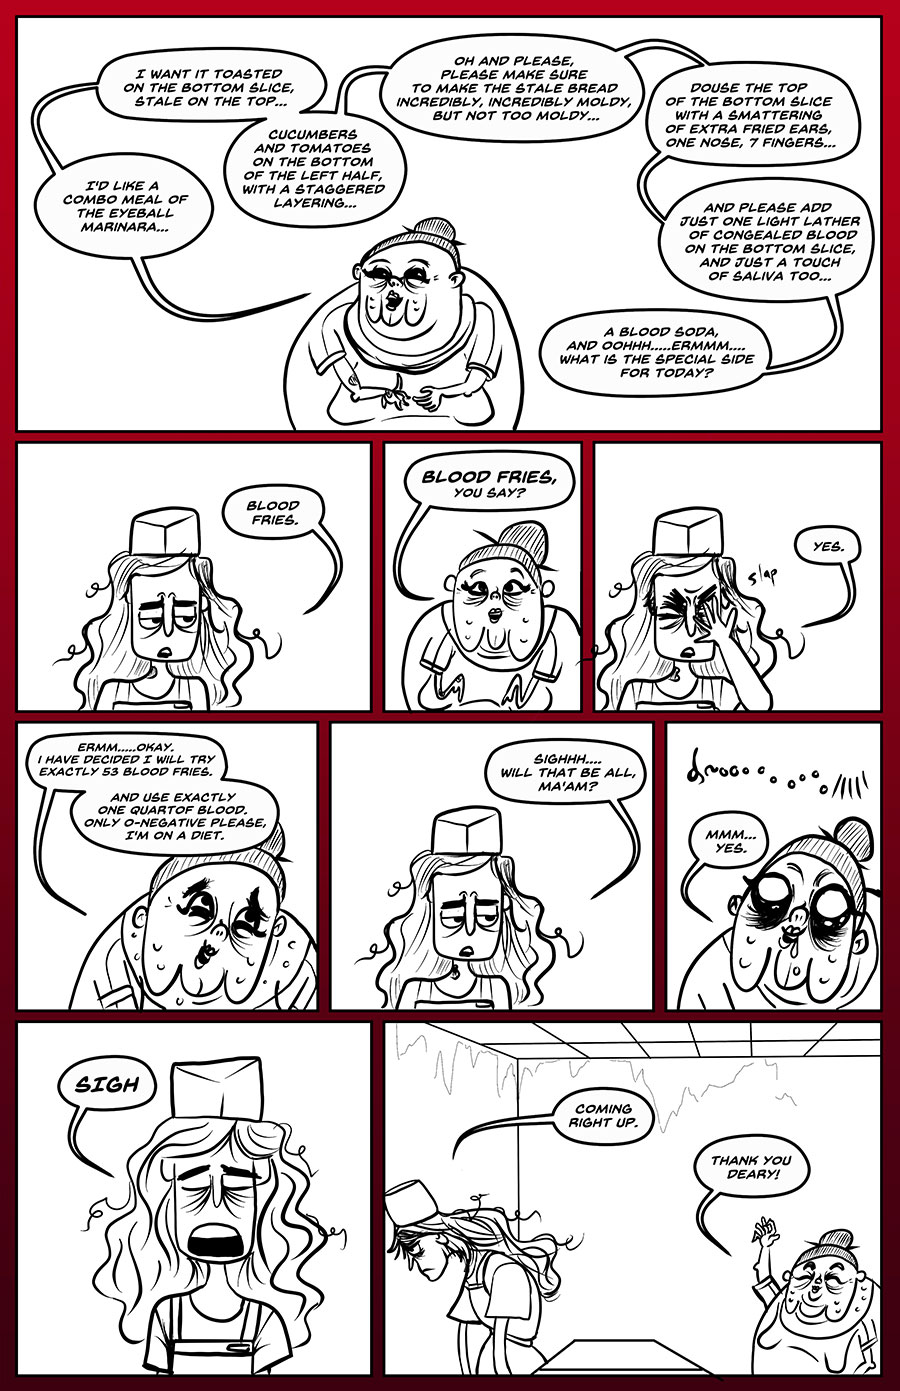 I'D LIKE A
COMBO MEAL OF
THE EYEBALL
MARINARA...
I WANT IT TOASTED
ON THE BOTTOM SLICE,
STALE ON THE TOP...
CUCUMBERS
AND TOMATOES
ON THE BOTTOM
OF THE LEFT HALF,
WITH A STAGGERED
LAYERING...
OH AND PLEASE,
PLEASE MAKE SURE
TO MAKE THE STALE BREAD
INCREDIBLY, INCREDIBLY MOLDY,
BUT NOT TOO MOLDY...
DOUSE THE TOP
OF THE BOTTOM SLICE
WITH A SMATTERING
OF EXTRA FRIED EARS,
ONE NOSE, 7 FINGERS...
AND PLEASE ADD
JUST ONE LIGHT LATHER
OF CONGEALED BLOOD
ON THE BOTTOM SLICE,
AND JUST A TOUCH
OF SALIVA TOO...
A BLOOD SODA,
AND OOHHH.....ERMMM....
WHAT IS THE SPECIAL SIDE
FOR TODAY?
BLOOD
FRIES.
BLOOD FRIES,
YOU SAY?
slap
YES.
ERMM.....OKAY.
I HAVE DECIDED I WILL TRY
EXACTLY 53 BLOOD FRIES.
AND USE EXACTLY
ONE QUARTOF BLOOD.
ONLY O-NEGATIVE PLEASE,
I'M ON A DIET.
SIGHHH....
WILL THAT BE ALL,
MA'AM?
MMM...
YES.
SIGH
COMING
RIGHT UP.
THANK YOU
DEARY!